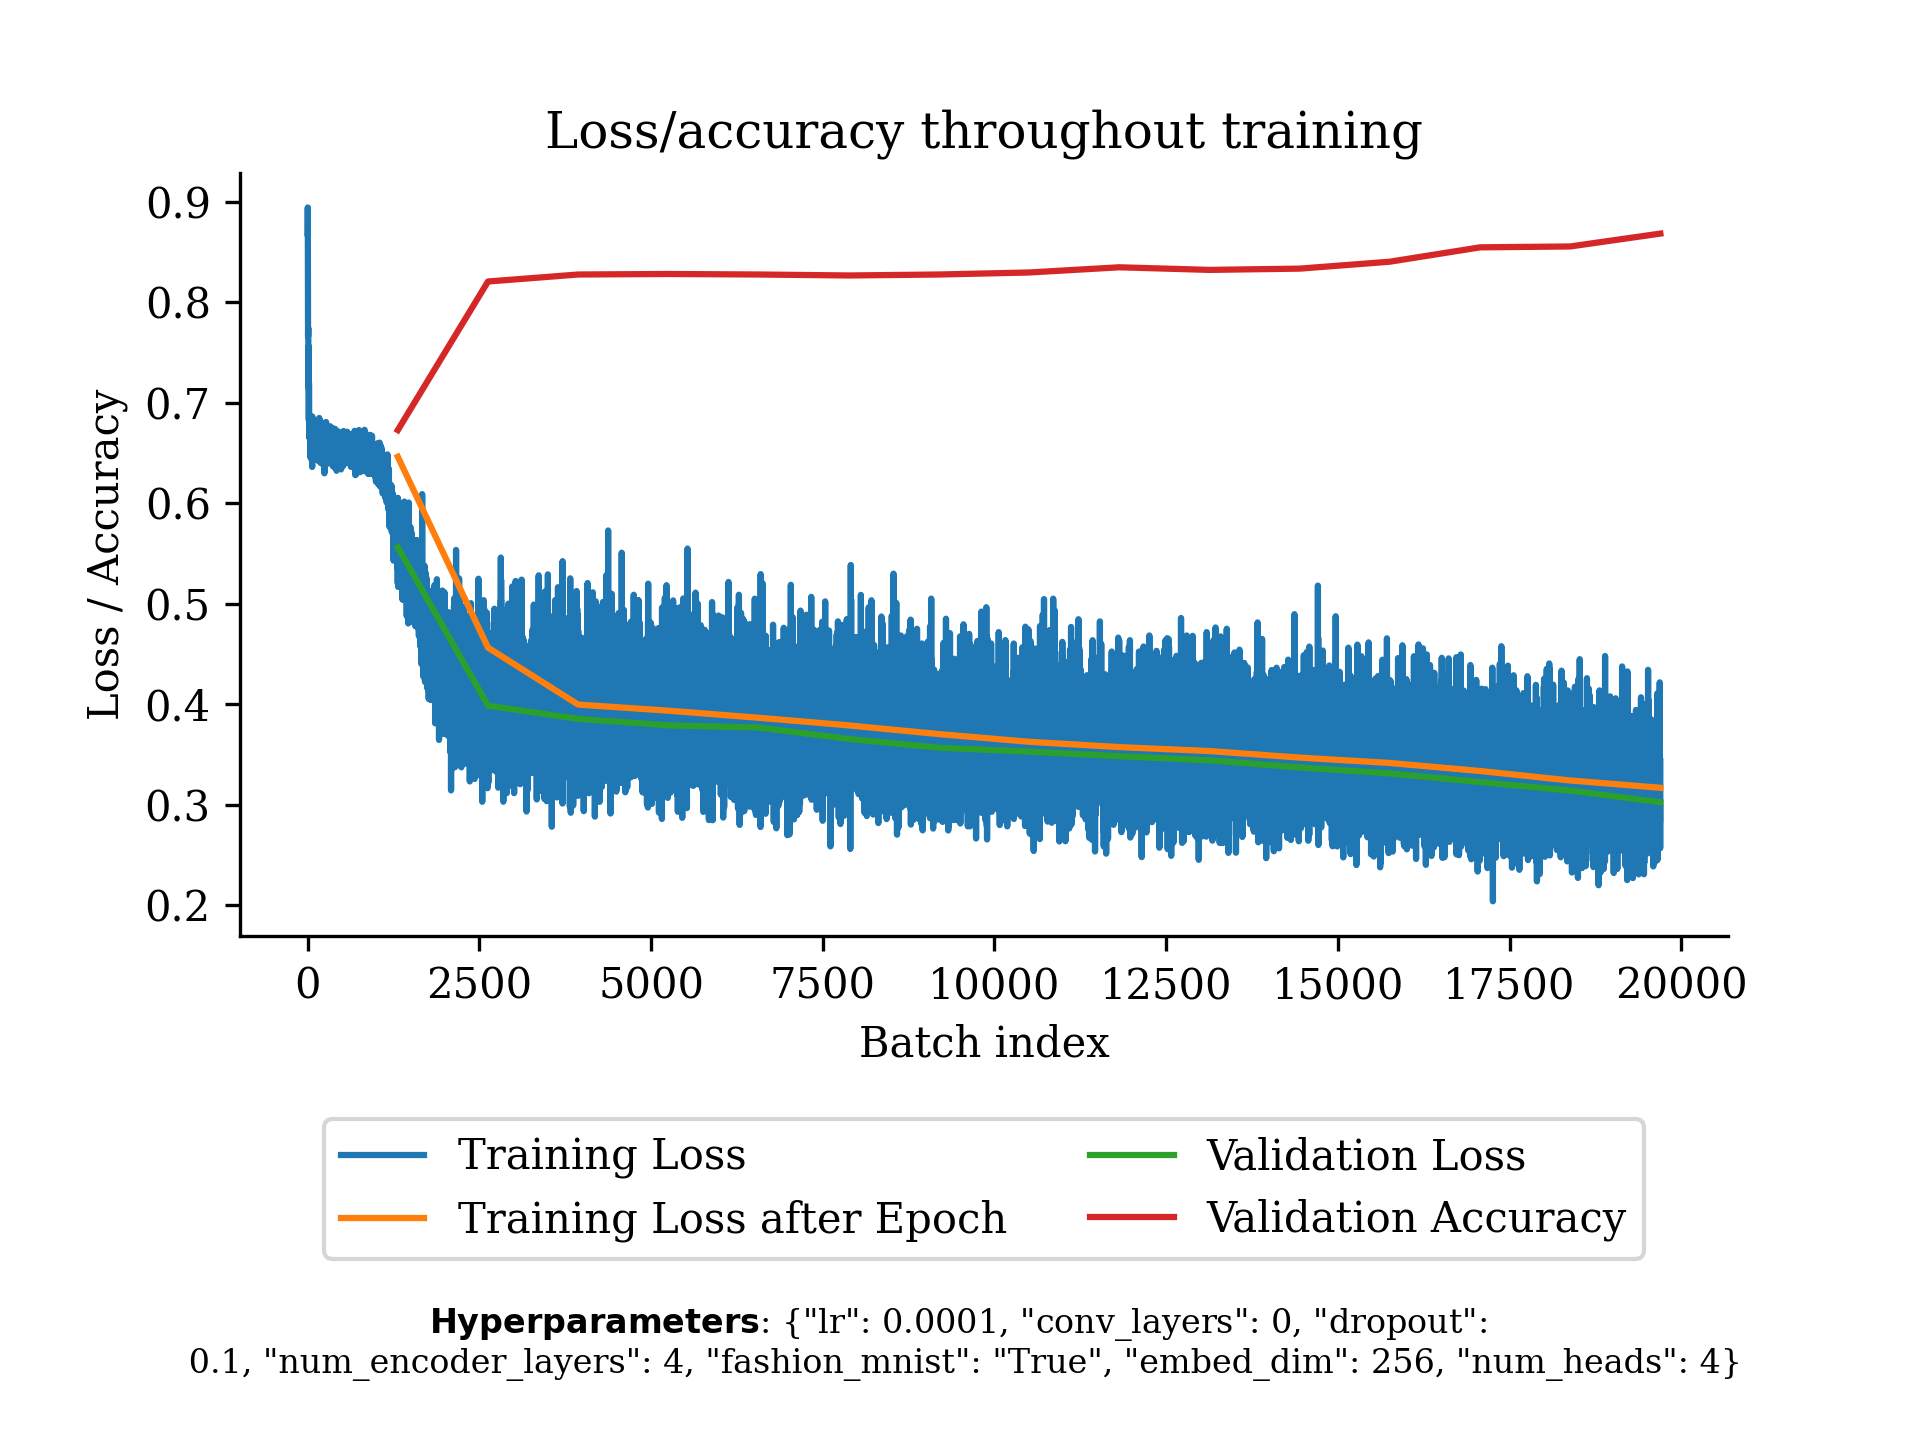 Loss/accuracy throughout training
Loss / Accuracy
0.9
0.8
0.7
0.6
0.5
0.4
0.3
0.2
0 2500 5000 7500 10000 12500 15000 17500 20000
Batch index
Training Loss
Training Loss after Epoch
Validation Loss
Validation Accuracy
Hyperparameters: {"lr": 0.0001, "conv_layers": 0, "dropout":
0.1, "num_encoder_layers": 4, "fashion_mnist": "True", "embed_dim": 256, "num_heads": 4}